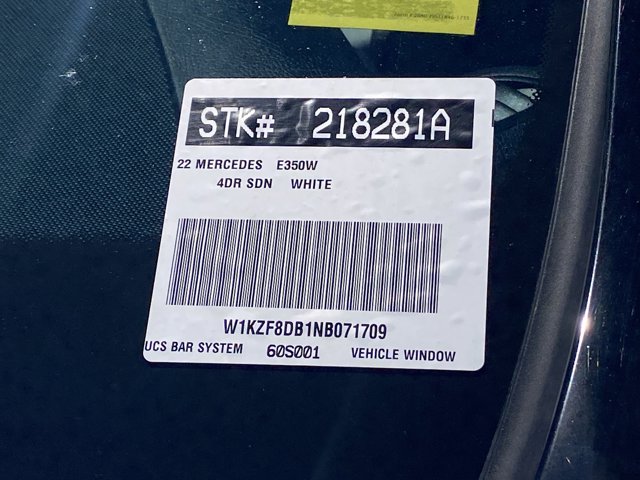 STK# 218281A
22 MERCEDES E350W
4DR SDN WHITE
W1KZF8DB1NB071709
UCS BAR SYSTEM 60S001 VEHICLE WINDOW